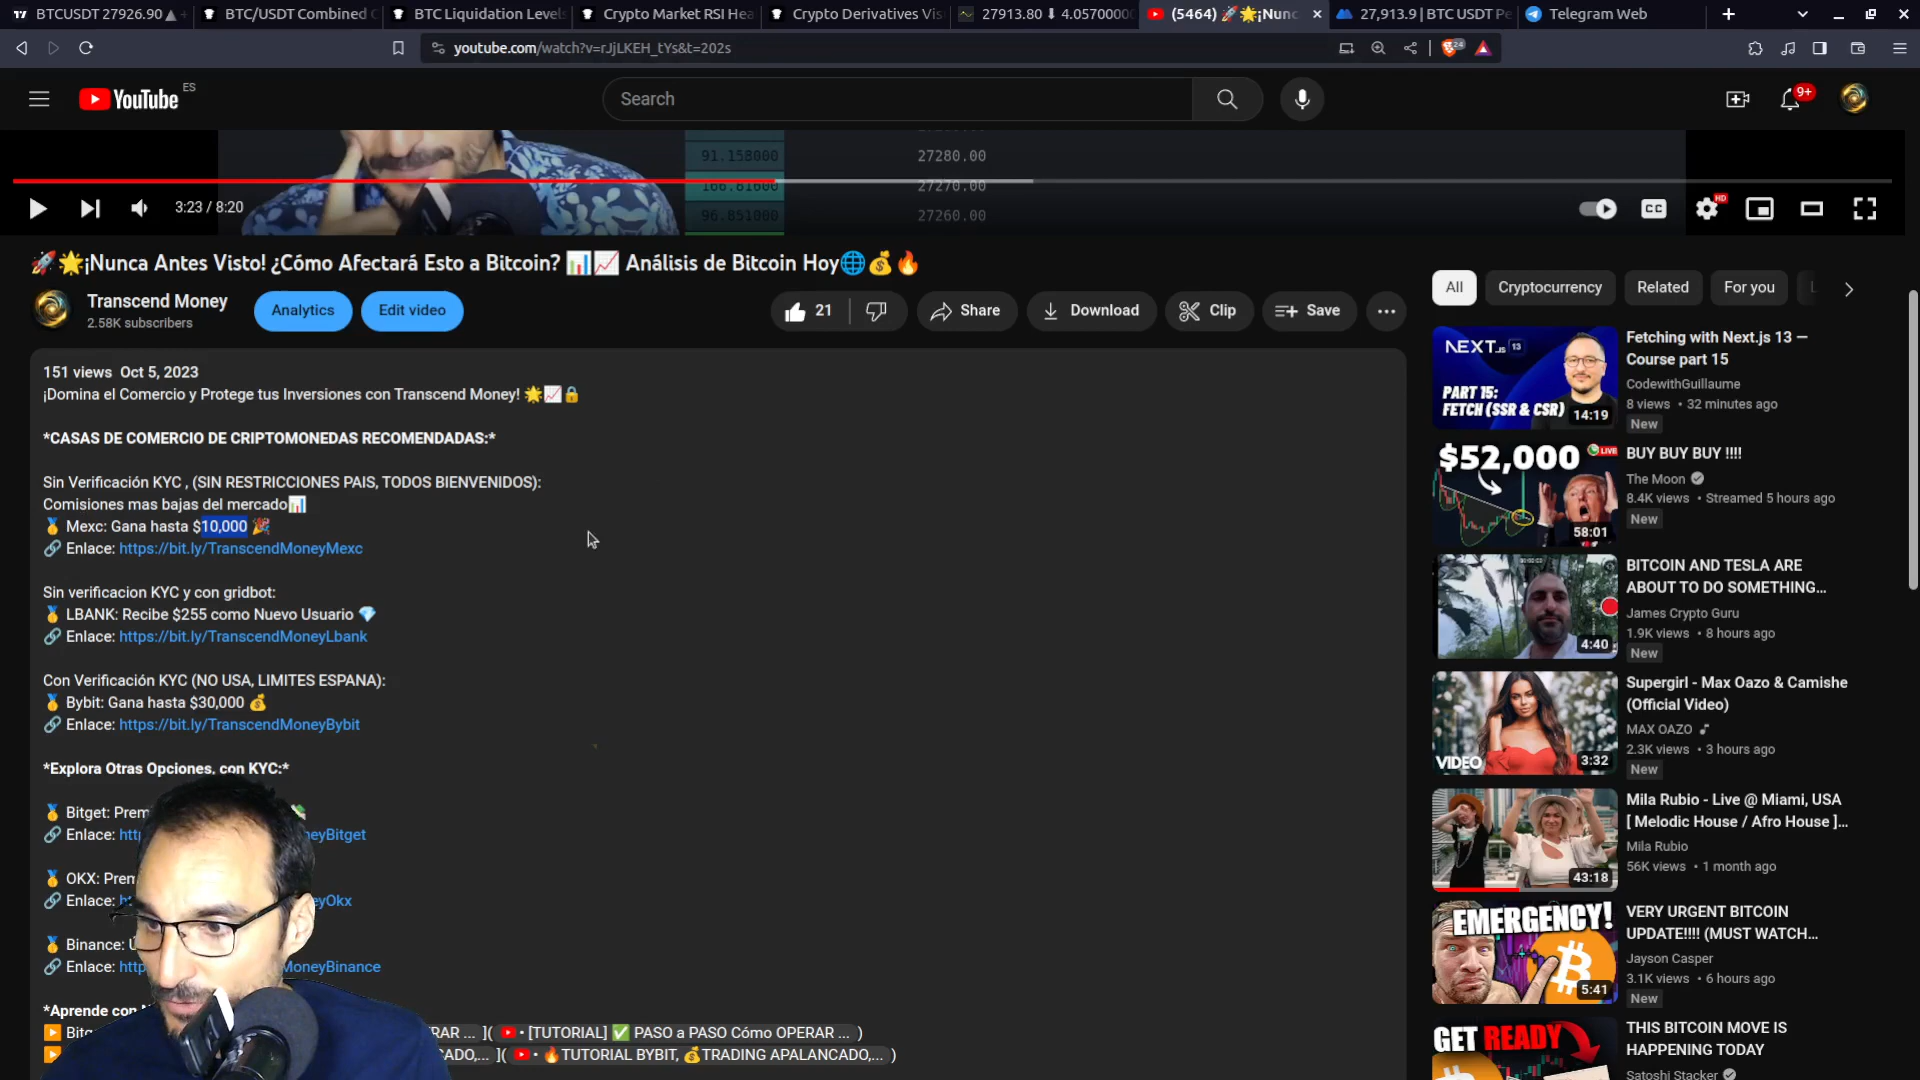 BTCUSDT 27926.90
BTC/USDT Combined
BTC Liquidation Levels
Crypto Market RSI Hea
Crypto Derivatives Vis
27913.80 ⬇ 4.05700000
(5464) 🚀🌟¡Nunc
27,913.9 | BTC USDT Pe
Telegram Web
youtube.com/watch?v=rJjLKEH_tYs&t=202s
24
YouTube ES
Search
9+
91.158000 27280.00
166.81600 27270.00
96.851000 27260.00
3:23 / 8:20
CC
HD
🚀🌟¡Nunca Antes Visto! ¿Cómo Afectará Esto a Bitcoin? 📊📈 Análisis de Bitcoin Hoy🌐💰🔥
Transcend Money
2.58K subscribers
Analytics
Edit video
21
Share
Download
Clip
Save
151 views Oct 5, 2023
¡Domina el Comercio y Protege tus Inversiones con Transcend Money! 🌟📈🔒
*CASAS DE COMERCIO DE CRIPTOMONEDAS RECOMENDADAS:*
Sin Verificación KYC , (SIN RESTRICCIONES PAIS, TODOS BIENVENIDOS):
Comisiones mas bajas del mercado📊
🥇 Mexc: Gana hasta $10,000 🎉
🔗 Enlace: https://bit.ly/TranscendMoneyMexc
Sin verificacion KYC y con gridbot:
🥇 LBANK: Recibe $255 como Nuevo Usuario 💎
🔗 Enlace: https://bit.ly/TranscendMoneyLbank
Con Verificación KYC (NO USA, LIMITES ESPANA):
🥇 Bybit: Gana hasta $30,000 💰
🔗 Enlace: https://bit.ly/TranscendMoneyBybit
*Explora Otras Opciones, con KYC:*
🥇 Bitget: Prem
🔗 Enlace: htt eyBitget
🥇 OKX: Prem
🔗 Enlace: h yOkx
🥇 Binance: Ú
🔗 Enlace: http MoneyBinance
*Aprende con
▶ Bitg RAR ... ]( • [TUTORIAL] ✅ PASO a PASO Cómo OPERAR ... )
▶ ADO,... ]( • 🔥TUTORIAL BYBIT, 💰TRADING APALANCADO,... )
All
Cryptocurrency
Related
For you
NEXT.JS 13
PART 15:
FETCH (SSR & CSR)
14:19
Fetching with Next.js 13 —
Course part 15
CodewithGuillaume
8 views • 32 minutes ago
New
$52,000
LIVE
58:01
BUY BUY BUY !!!!
The Moon
8.4K views • Streamed 5 hours ago
New
4:40
BITCOIN AND TESLA ARE
ABOUT TO DO SOMETHING...
James Crypto Guru
1.9K views • 8 hours ago
New
VIDEO
3:32
Supergirl - Max Oazo & Camishe
(Official Video)
MAX OAZO
2.3K views • 3 hours ago
New
43:18
Mila Rubio - Live @ Miami, USA
[ Melodic House / Afro House ]...
Mila Rubio
56K views • 1 month ago
EMERGENCY!
5:41
VERY URGENT BITCOIN
UPDATE!!!! (MUST WATCH...
Jayson Casper
3.1K views • 6 hours ago
New
GET READY
THIS BITCOIN MOVE IS
HAPPENING TODAY
Satoshi Stacker